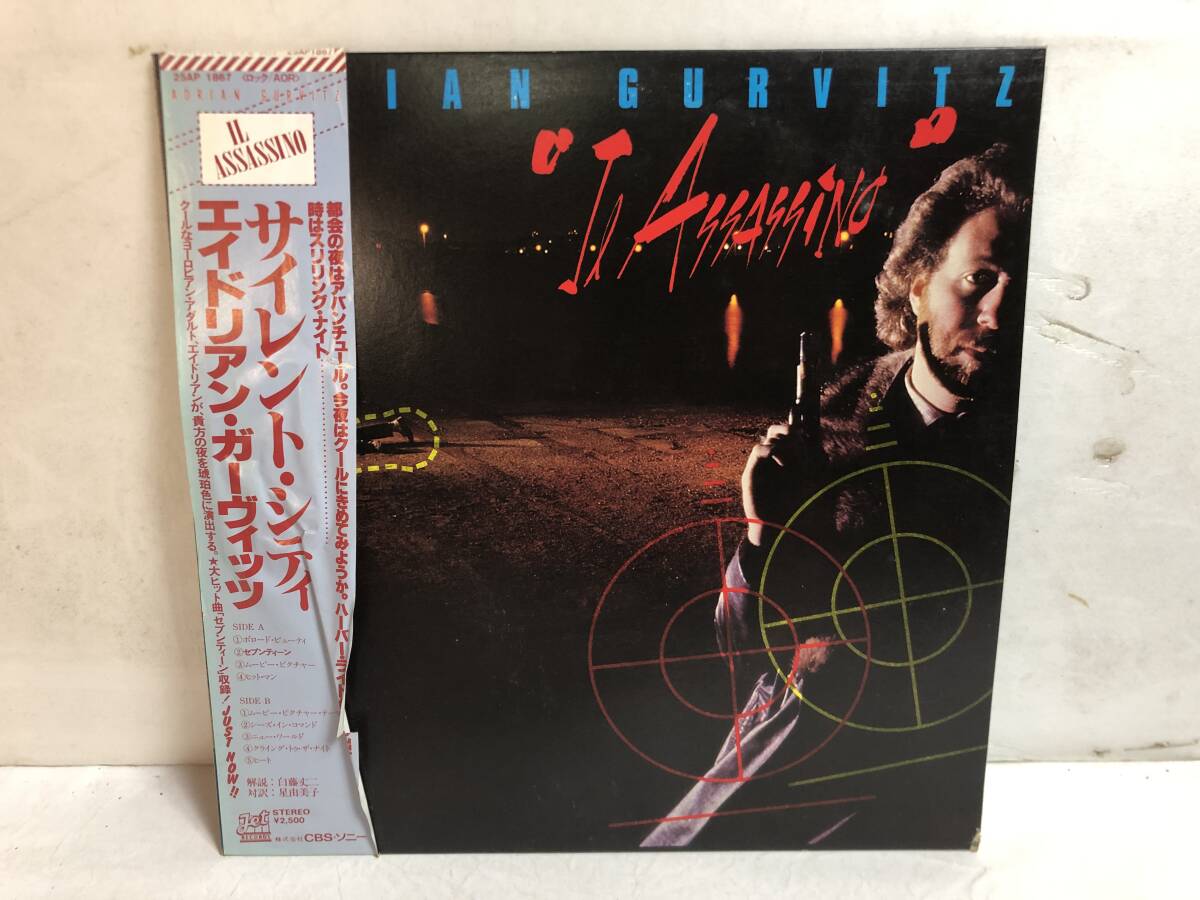 25AP 1887 〈ロック/AOR〉
ADRIAN GURVITZ
IL
ASSASSINO
都会の夜はアバンチュール。今夜はクールにきめてみようか。ハーバーライト
時はスリリング・ナイト
サイレント・シティ
エイドリアン・ガーヴィッツ
クールなヨーロピアン・アダルト、エイドリアンが、貴方の夜を琥珀色に演出する。★大ヒット曲「セブンティーン」収録! JUST NOW!!
SIDE A
①ボロード・ビューティ
②セブンティーン
③ムービー・ピクチャー
④ヒット・マン
SIDE B
①ムービー・ピクチャー・テーマ
②シーズ・イン・コマンド
③ニュー・ワールド
④クライング・トゥ・ザ・ナイト
⑤ヒート
解説:白藤丈二
対訳:星由美子
Jet
RECORDS
STEREO
¥2,500
株式会社 CBS・ソニー
IAN GURVITZ
"Il Assassino"